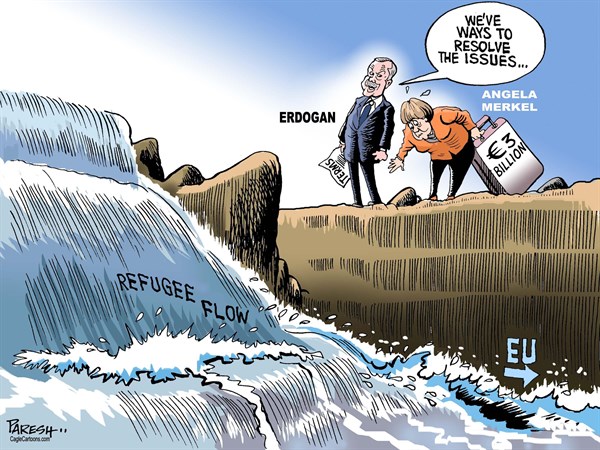 WE'VE
WAYS TO
RESOLVE
THE ISSUES...
ANGELA
MERKEL
ERDOGAN
TERMS
€3
BILLION
REFUGEE FLOW
EU
PARESH
CagleCartoons.com